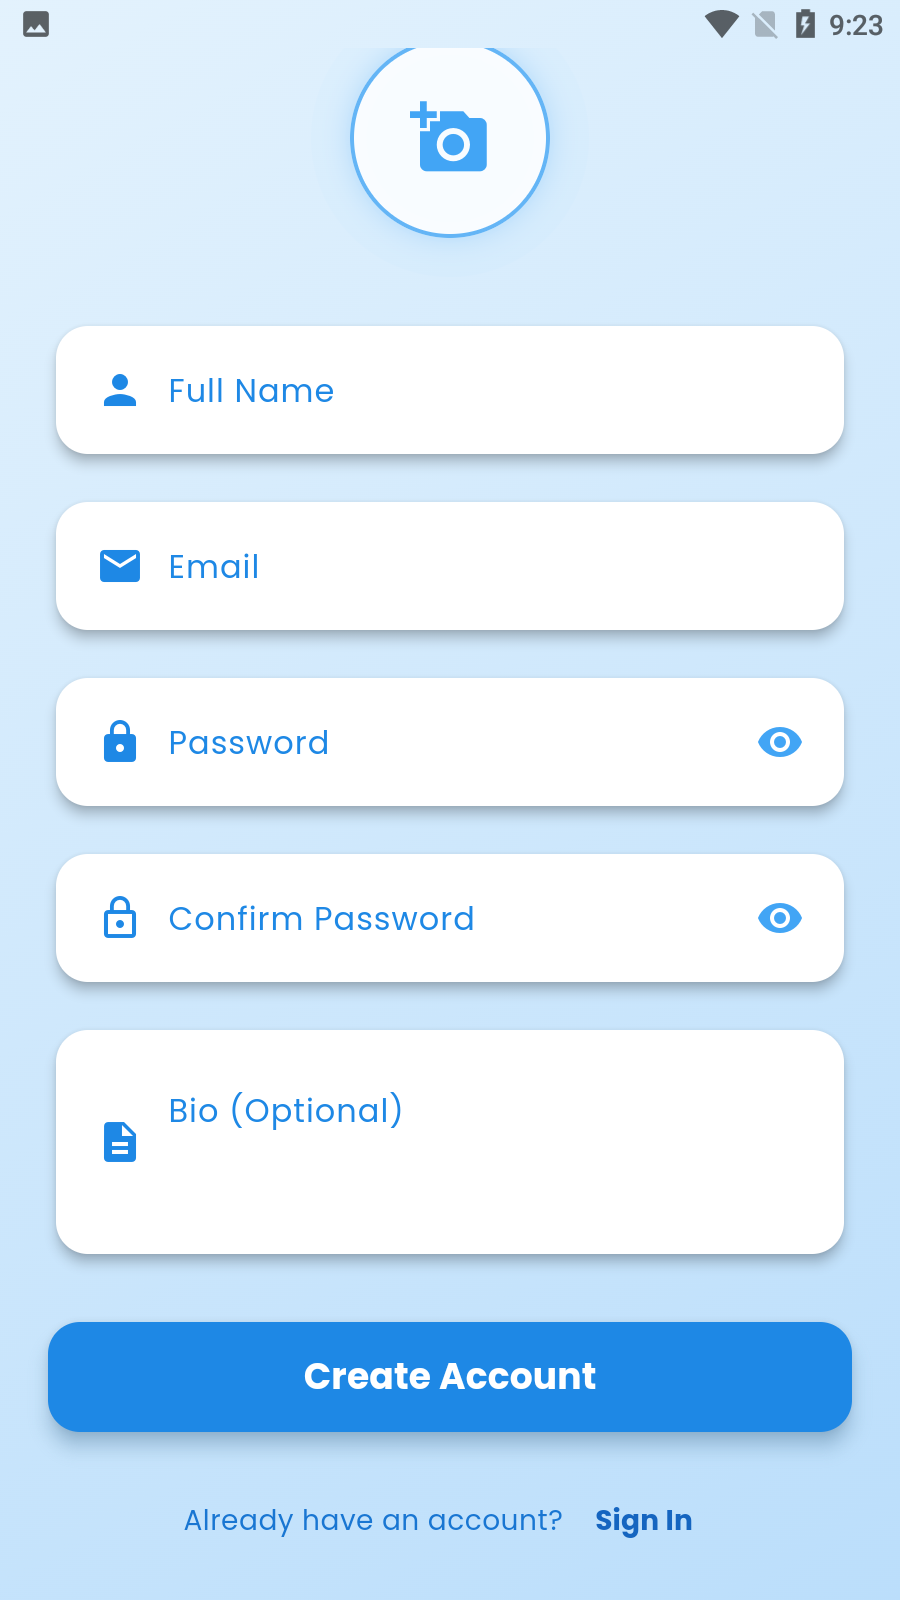 9:23
Full Name
Email
Password
Confirm Password
Bio (Optional)
Create Account
Already have an account? Sign In